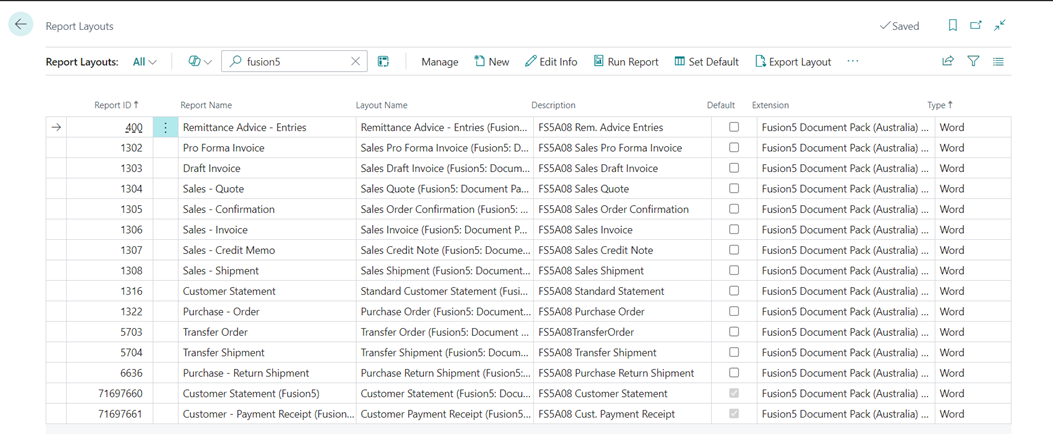 Report Layouts
Saved
Report Layouts: All fusion5 Manage New Edit Info Run Report Set Default Export Layout ...
Report ID ↑ Report Name Layout Name Description Default Extension Type ↑
400 Remittance Advice - Entries Remittance Advice - Entries (Fusion... FS5A08 Rem. Advice Entries Fusion5 Document Pack (Australia) ... Word
1302 Pro Forma Invoice Sales Pro Forma Invoice (Fusion5: D... FS5A08 Sales Pro Forma Invoice Fusion5 Document Pack (Australia) ... Word
1303 Draft Invoice Sales Draft Invoice (Fusion5: Docum... FS5A08 Sales Draft Invoice Fusion5 Document Pack (Australia) ... Word
1304 Sales - Quote Sales Quote (Fusion5: Document Pa... FS5A08 Sales Quote Fusion5 Document Pack (Australia) ... Word
1305 Sales - Confirmation Sales Order Confirmation (Fusion5: ... FS5A08 Sales Order Confirmation Fusion5 Document Pack (Australia) ... Word
1306 Sales - Invoice Sales Invoice (Fusion5: Document P... FS5A08 Sales Invoice Fusion5 Document Pack (Australia) ... Word
1307 Sales - Credit Memo Sales Credit Note (Fusion5: Docume... FS5A08 Sales Credit Note Fusion5 Document Pack (Australia) ... Word
1308 Sales - Shipment Sales Shipment (Fusion5: Document... FS5A08 Sales Shipment Fusion5 Document Pack (Australia) ... Word
1316 Customer Statement Standard Customer Statement (Fusi... FS5A08 Standard Statement Fusion5 Document Pack (Australia) ... Word
1322 Purchase - Order Purchase Order (Fusion5: Document... FS5A08 Purchase Order Fusion5 Document Pack (Australia) ... Word
5703 Transfer Order Transfer Order (Fusion5: Document ... FS5A08TransferOrder Fusion5 Document Pack (Australia) ... Word
5704 Transfer Shipment Transfer Shipment (Fusion5: Docum... FS5A08 Transfer Shipment Fusion5 Document Pack (Australia) ... Word
6636 Purchase - Return Shipment Purchase Return Shipment (Fusion5:... FS5A08 Purchase Return Shipment Fusion5 Document Pack (Australia) ... Word
71697660 Customer Statement (Fusion5) Customer Statement (Fusion5: Docu... FS5A08 Customer Statement Fusion5 Document Pack (Australia) ... Word
71697661 Customer - Payment Receipt (Fusion... Customer Payment Receipt (Fusion5... FS5A08 Cust. Payment Receipt Fusion5 Document Pack (Australia) ... Word